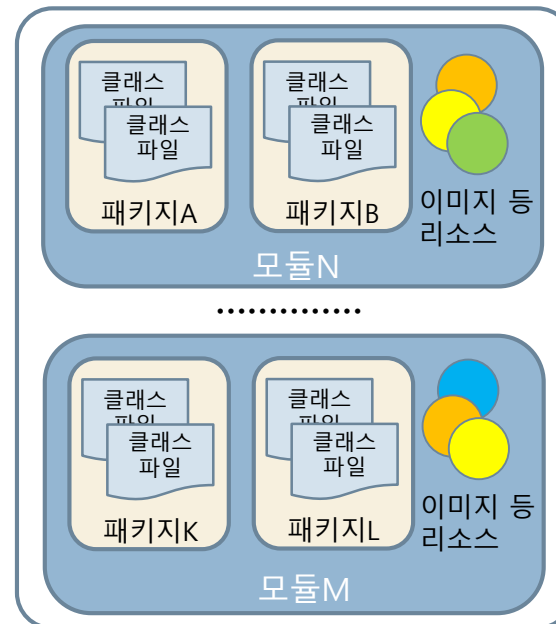 클래스
파일
클래스
파일
패키지A
클래스
파일
클래스
파일
패키지B
이미지 등
리소스
모듈N
··············
클래스
파일
클래스
파일
패키지K
클래스
파일
클래스
파일
패키지L
이미지 등
리소스
모듈M